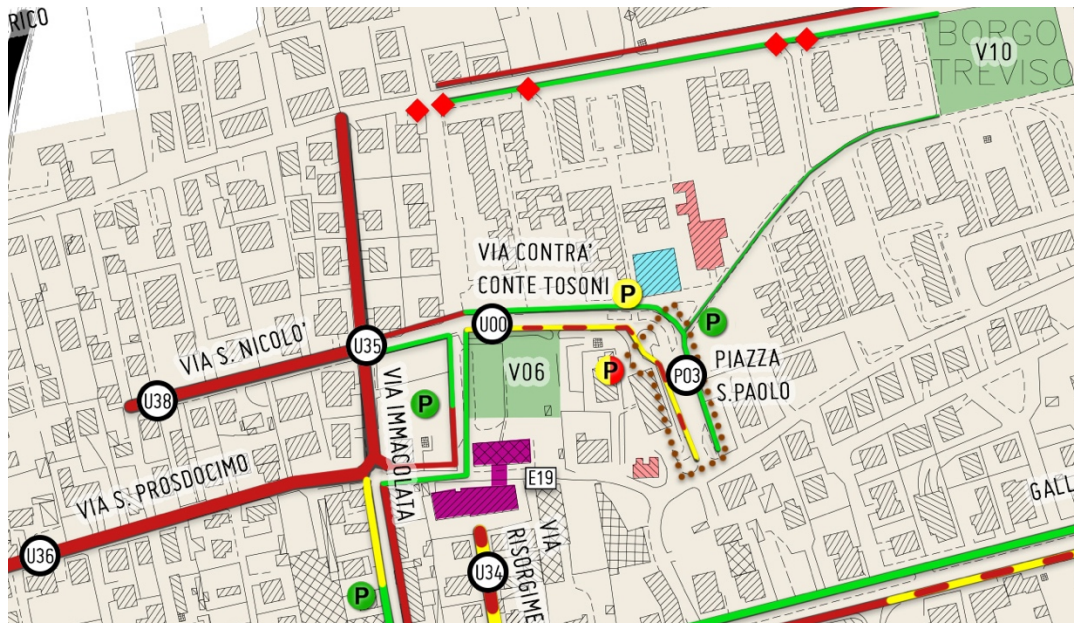 RICO
BORGO
TREVISO
V10
VIA CONTRA'
CONTE TOSONI
P
U00
P
VIA S. NICOLO'
U35
V06
P
P03
PIAZZA
S.PAOLO
U38
P
VIA IMMACOLATA
VIA S. PROSDOCIMO
E19
GALL
U36
VIA
RISORGIME
U34
P